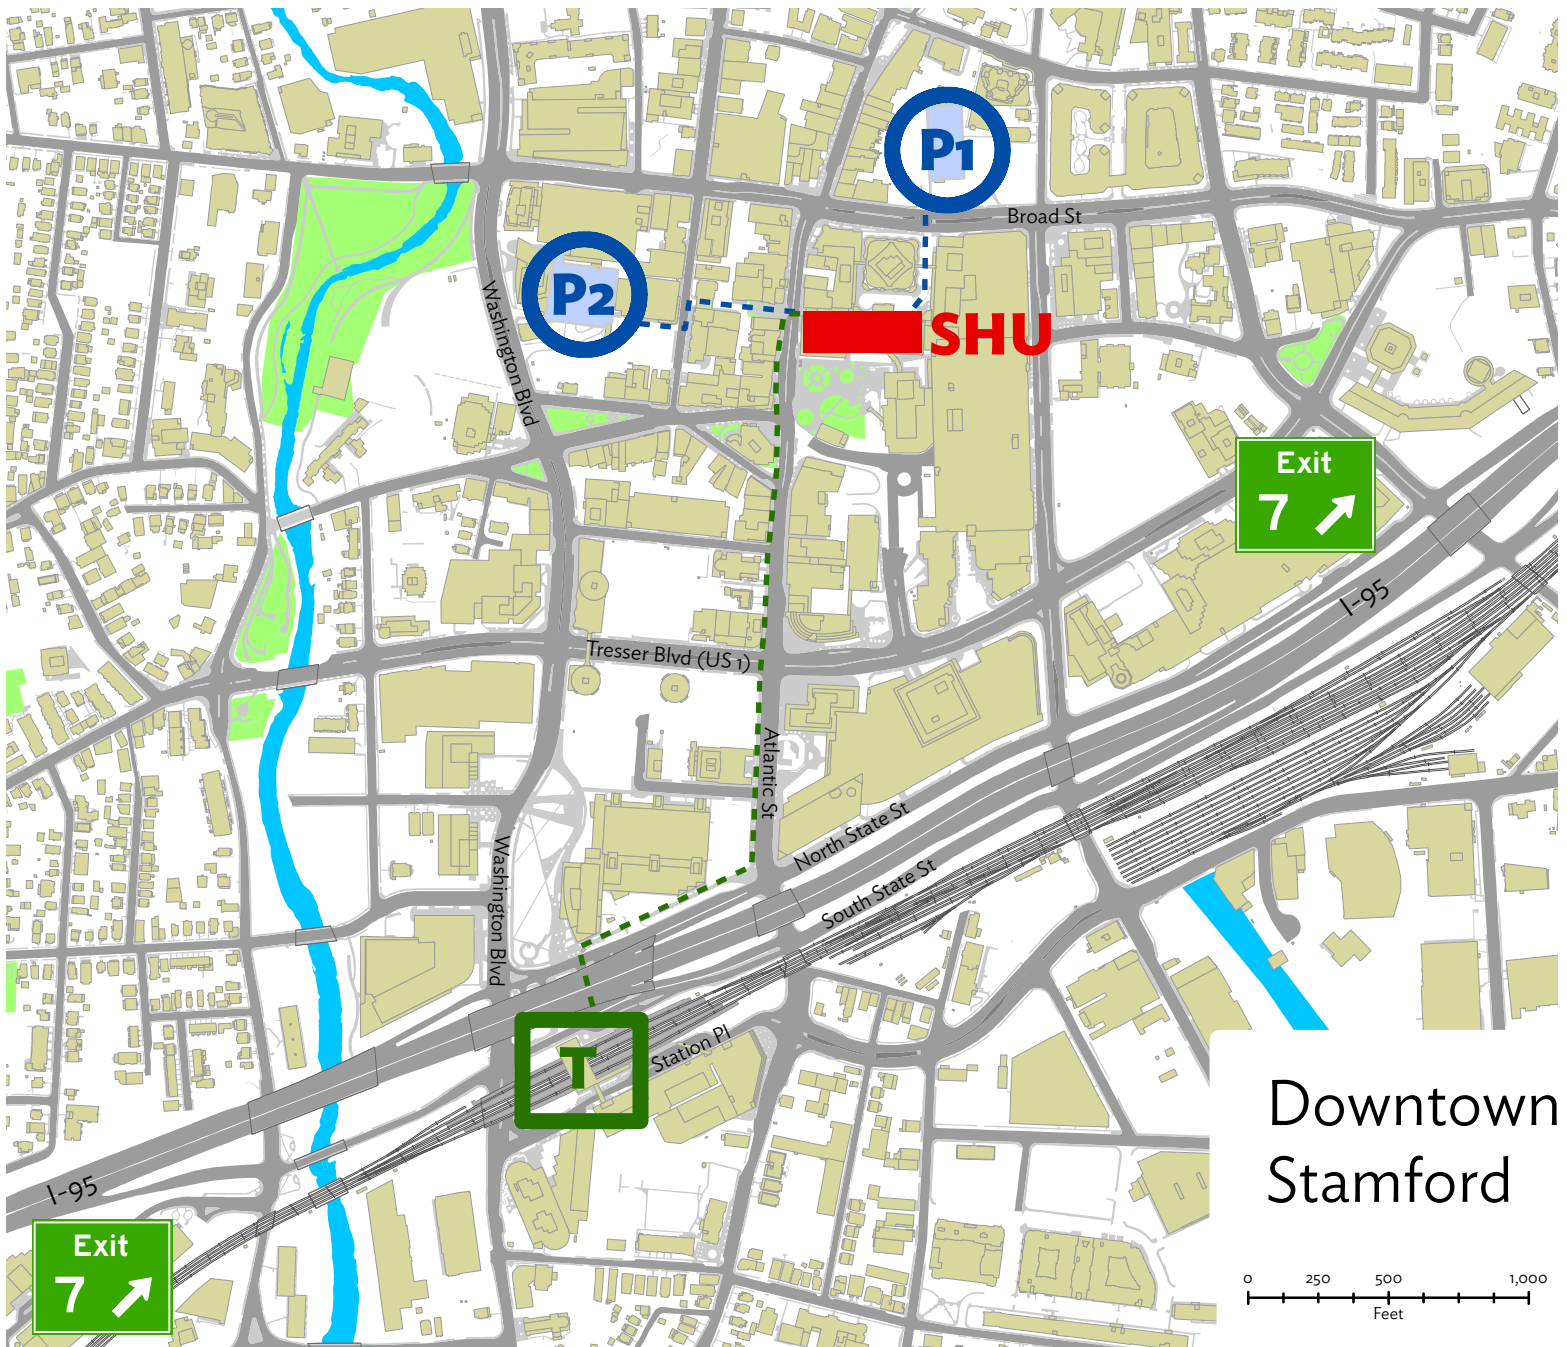 P1
Broad St
P2
Washington Blvd
SHU
Exit
7
I-95
Tresser Blvd (US 1)
Atlantic St
North State St
Washington Blvd
South State St
Station Pl
T
I-95
Exit
7
Downtown
Stamford
0 250 500 1,000
Feet